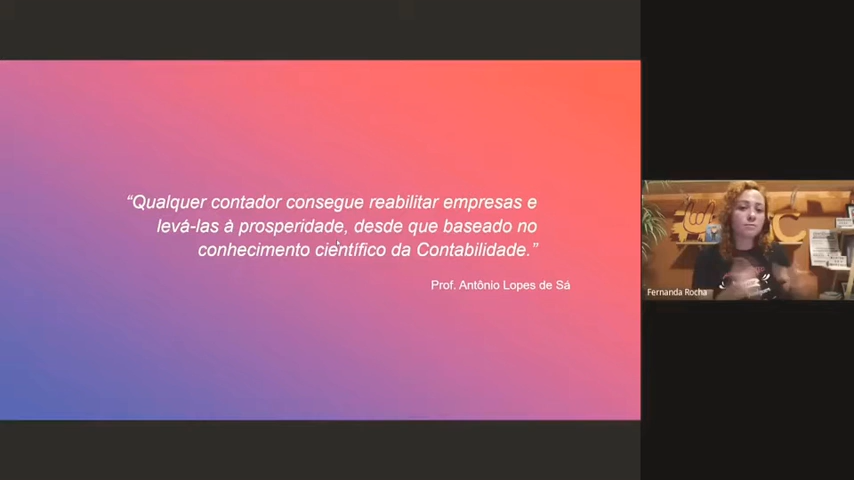 “Qualquer contador consegue reabilitar empresas e
levá-las à prosperidade, desde que baseado no
conhecimento científico da Contabilidade.”
Prof. Antônio Lopes de Sá
Fernanda Rocha